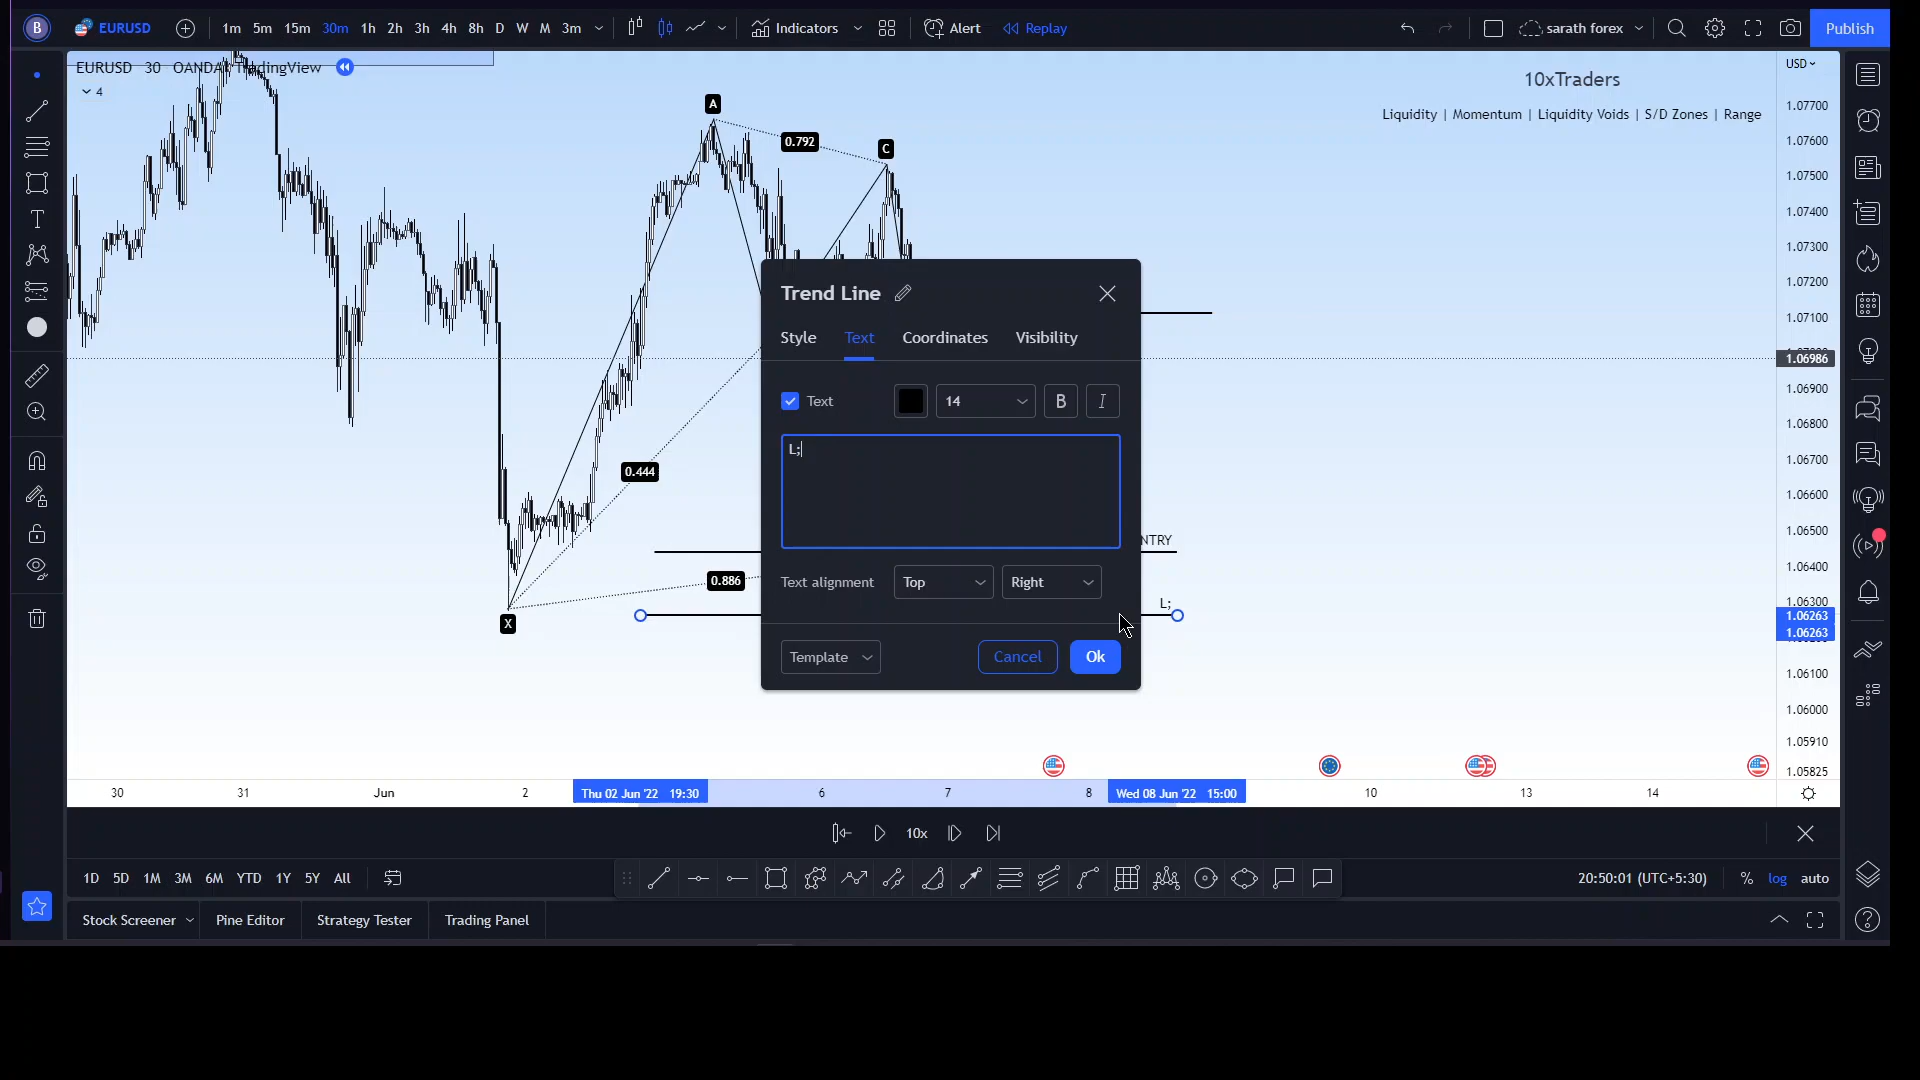 B EURUSD 1m 5m 15m 30m 1h 2h 3h 4h 8h D W M 3m Indicators Alert Replay sarath forex Publish
EURUSD 30 OANDA TradingView
4
USD
10xTraders
Liquidity | Momentum | Liquidity Voids | S/D Zones | Range
A
0.792
C
1.07700
1.07600
1.07500
1.07400
1.07300
1.07200
1.07100
1.06986
1.06900
1.06800
1.06700
1.06600
1.06500
1.06400
1.06300
1.06263
1.06263
1.06100
1.06000
1.05910
1.05825
Trend Line
Style Text Coordinates Visibility
Text 14 B I
L;
0.444
NTRY
0.886
Text alignment Top Right
L;
X
Template Cancel Ok
30 31 Jun 2 Thu 02 Jun '22 19:30 6 7 8 Wed 08 Jun '22 15:00 10 13 14
10x
1D 5D 1M 3M 6M YTD 1Y 5Y All
20:50:01 (UTC+5:30) % log auto
Stock Screener Pine Editor Strategy Tester Trading Panel